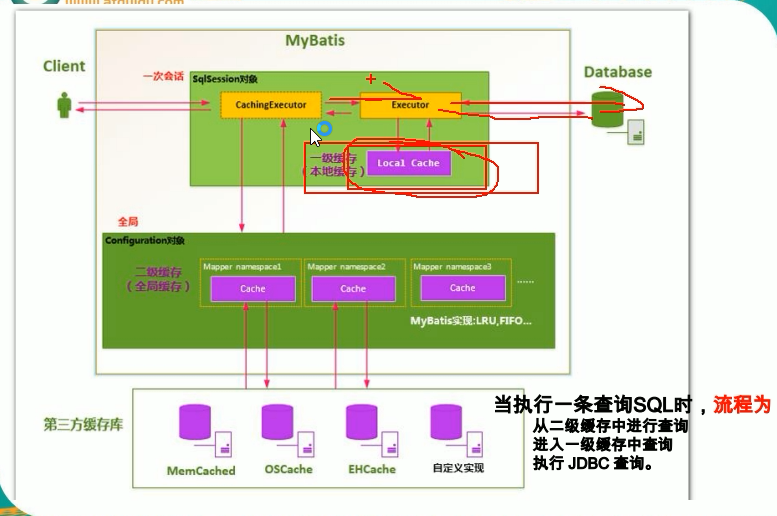 www.atguigu.com
MyBatis
Client
一次会话
SqlSession对象
Database
CachingExecutor
Executor
一级缓存
（本地缓存）
Local Cache
全局
Configuration对象
二级缓存
（全局缓存）
Mapper namespace1
Mapper namespace2
Mapper namespace3
Cache
Cache
Cache
......
MyBatis实现:LRU,FIFO...
当执行一条查询SQL时，流程为
从二级缓存中进行查询
进入一级缓存中查询
执行 JDBC 查询。
第三方缓存库
MemCached
OSCache
EHCache
自定义实现